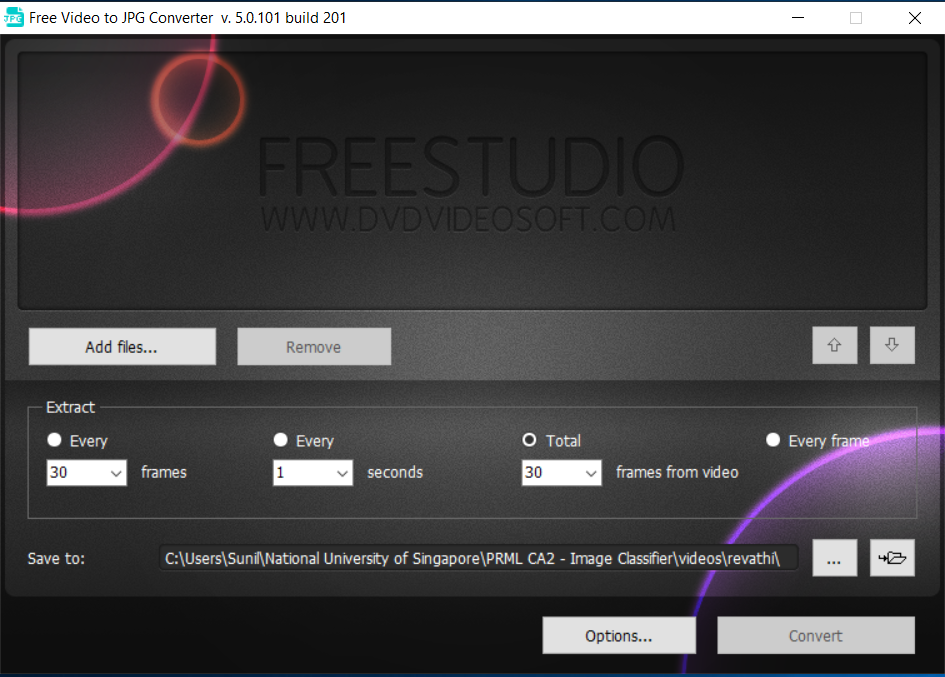 JPG
Free Video to JPG Converter v. 5.0.101 build 201
FREESTUDIO
WWW.DVDVIDEOSOFT.COM
Add files...
Remove
Extract
Every
Every
Total
Every frame
30
frames
1
seconds
30
frames from video
Save to:
C:\Users\Sunil\National University of Singapore\PRML CA2 - Image Classifier\videos\revathi\
...
Options...
Convert